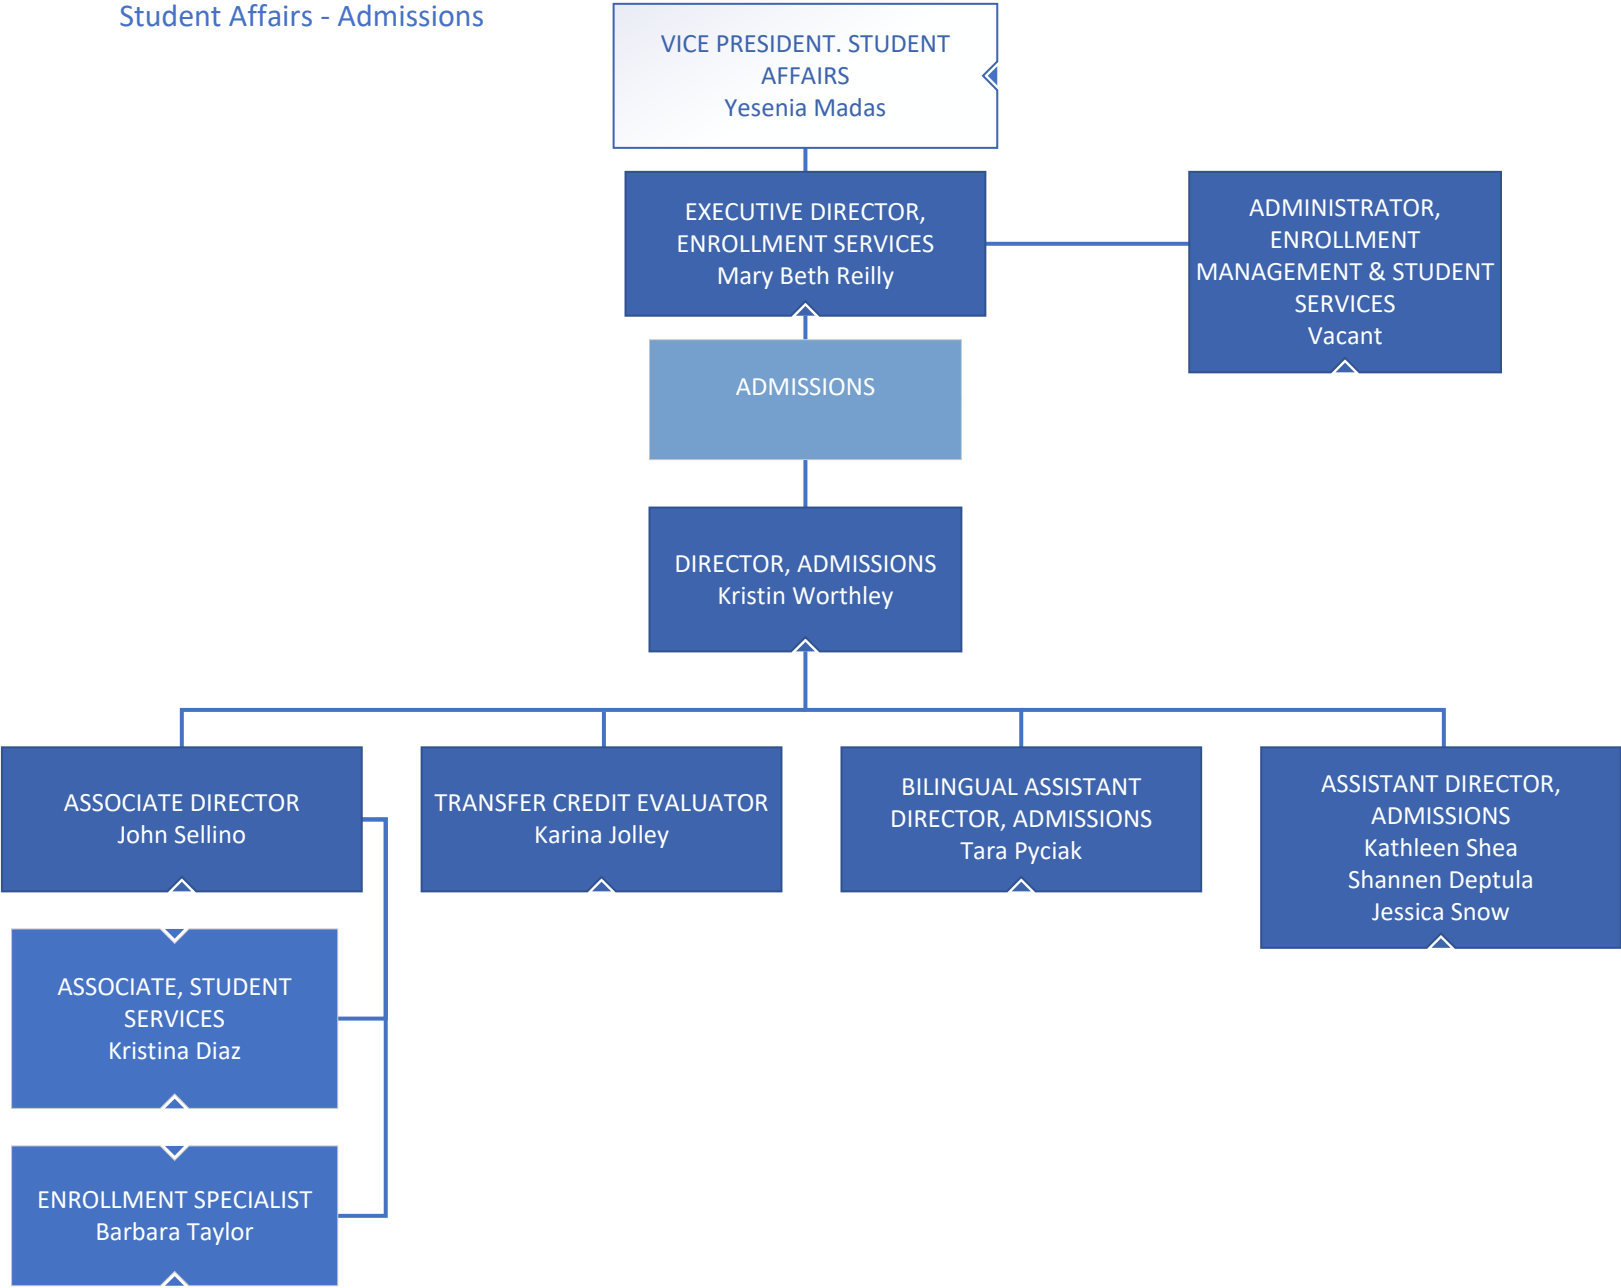 Student Affairs - Admissions
VICE PRESIDENT. STUDENT
AFFAIRS
Yesenia Madas
EXECUTIVE DIRECTOR,
ENROLLMENT SERVICES
Mary Beth Reilly
ADMINISTRATOR,
ENROLLMENT
MANAGEMENT & STUDENT
SERVICES
Vacant
ADMISSIONS
DIRECTOR, ADMISSIONS
Kristin Worthley
ASSOCIATE DIRECTOR
John Sellino
TRANSFER CREDIT EVALUATOR
Karina Jolley
BILINGUAL ASSISTANT
DIRECTOR, ADMISSIONS
Tara Pyciak
ASSISTANT DIRECTOR,
ADMISSIONS
Kathleen Shea
Shannen Deptula
Jessica Snow
ASSOCIATE, STUDENT
SERVICES
Kristina Diaz
ENROLLMENT SPECIALIST
Barbara Taylor